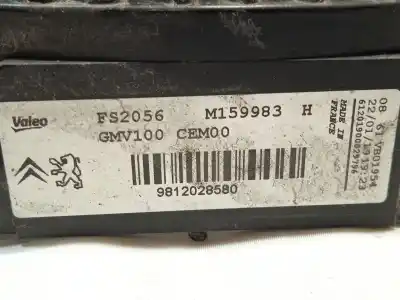 Valeo FS2056 M159983 H
GMV100 CEM00
9812028580
MADE IN
FRANCE